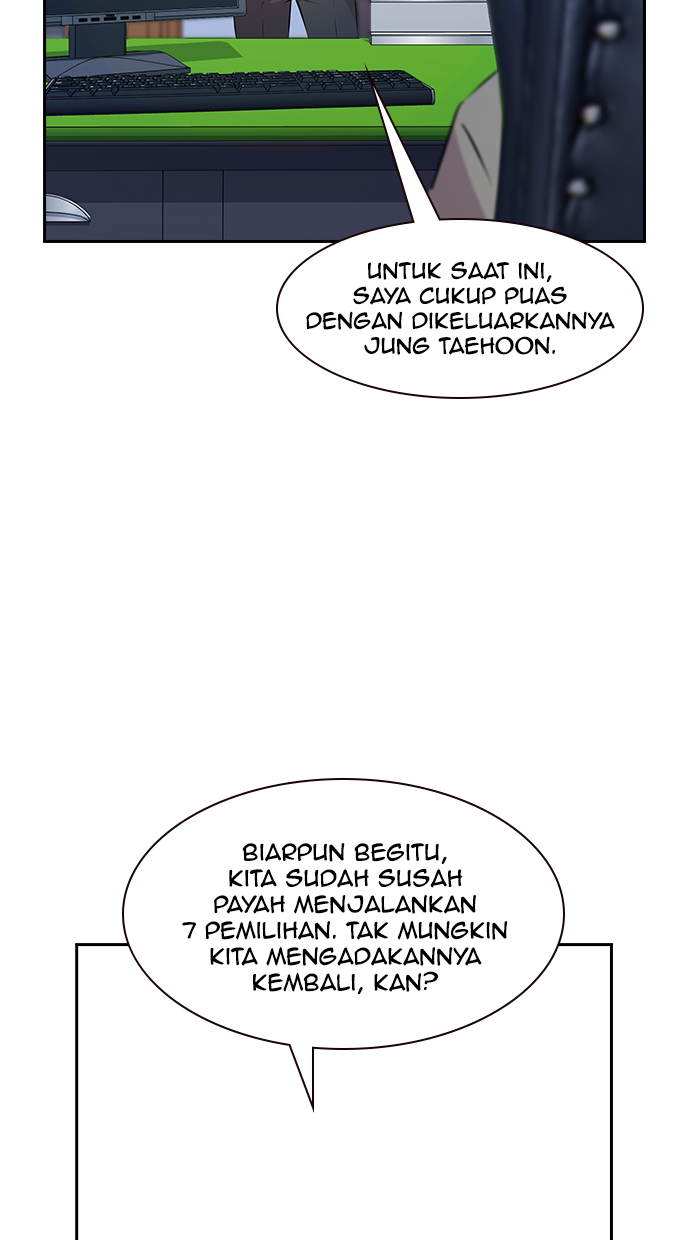 UNTUK SAAT INI,
SAYA CUKUP PUAS
DENGAN DIKELUARKANNYA
JUNG TAEHOON.
BIARPUN BEGITU,
KITA SUDAH SUSAH
PAYAH MENJALANKAN
7 PEMILIHAN. TAK MUNGKIN
KITA MENGADAKANNYA
KEMBALI, KAN?